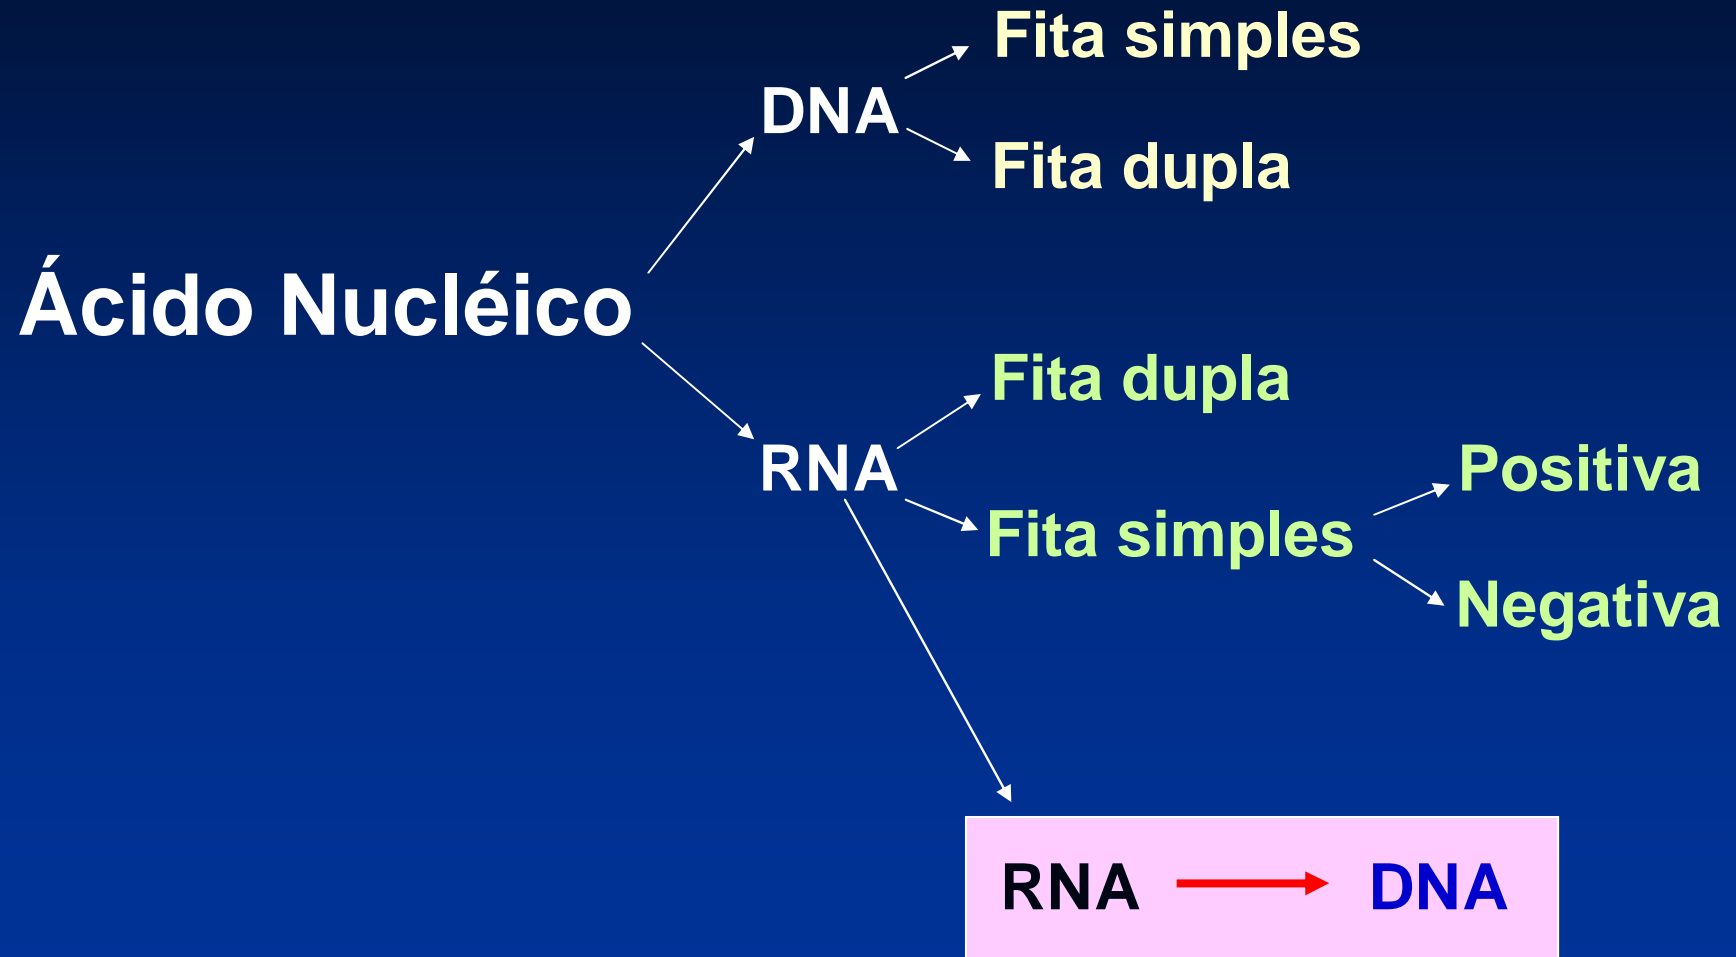 Fita simples
DNA
Fita dupla
Ácido Nucléico
Fita dupla
RNA
Positiva
Fita simples
Negativa
RNA DNA